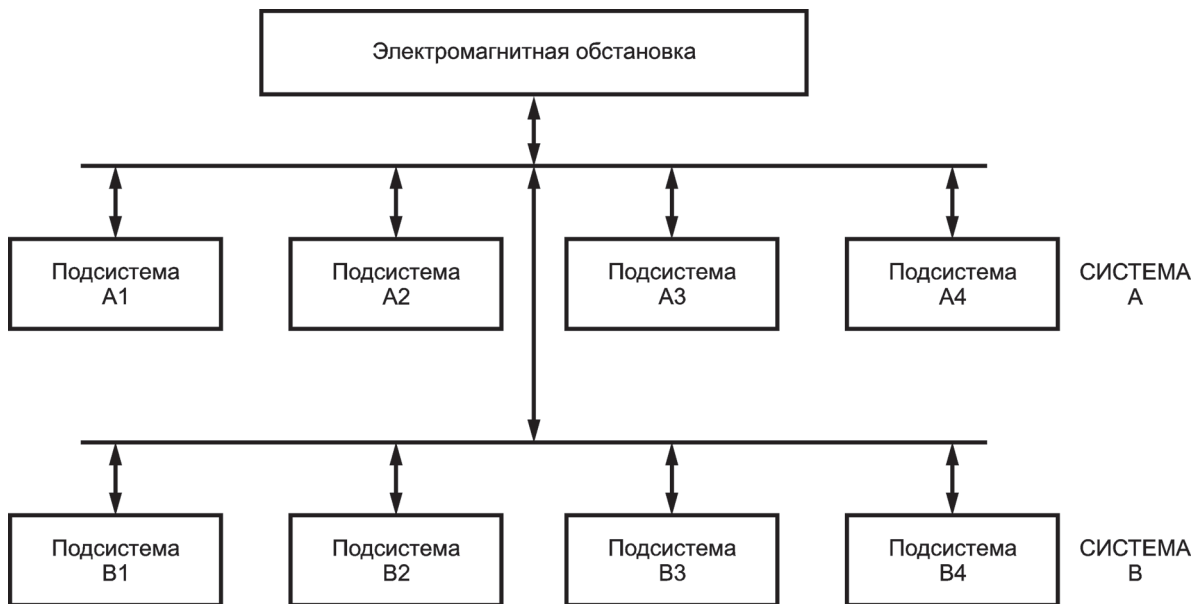 Электромагнитная обстановка
Подсистема
А1
Подсистема
А2
Подсистема
А3
Подсистема
А4
СИСТЕМА
А
Подсистема
В1
Подсистема
В2
Подсистема
В3
Подсистема
В4
СИСТЕМА
В